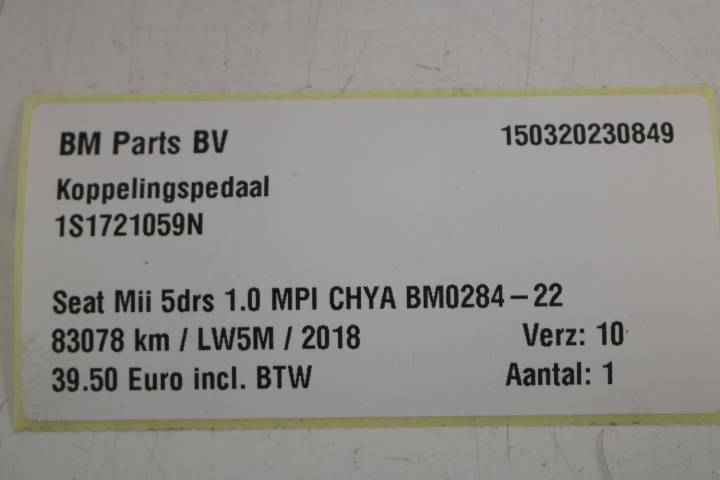 BM Parts BV 150320230849
Koppelingspedaal
1S1721059N
Seat Mii 5drs 1.0 MPI CHYA BM0284-22
83078 km / LW5M / 2018 Verz: 10
39.50 Euro incl. BTW Aantal: 1